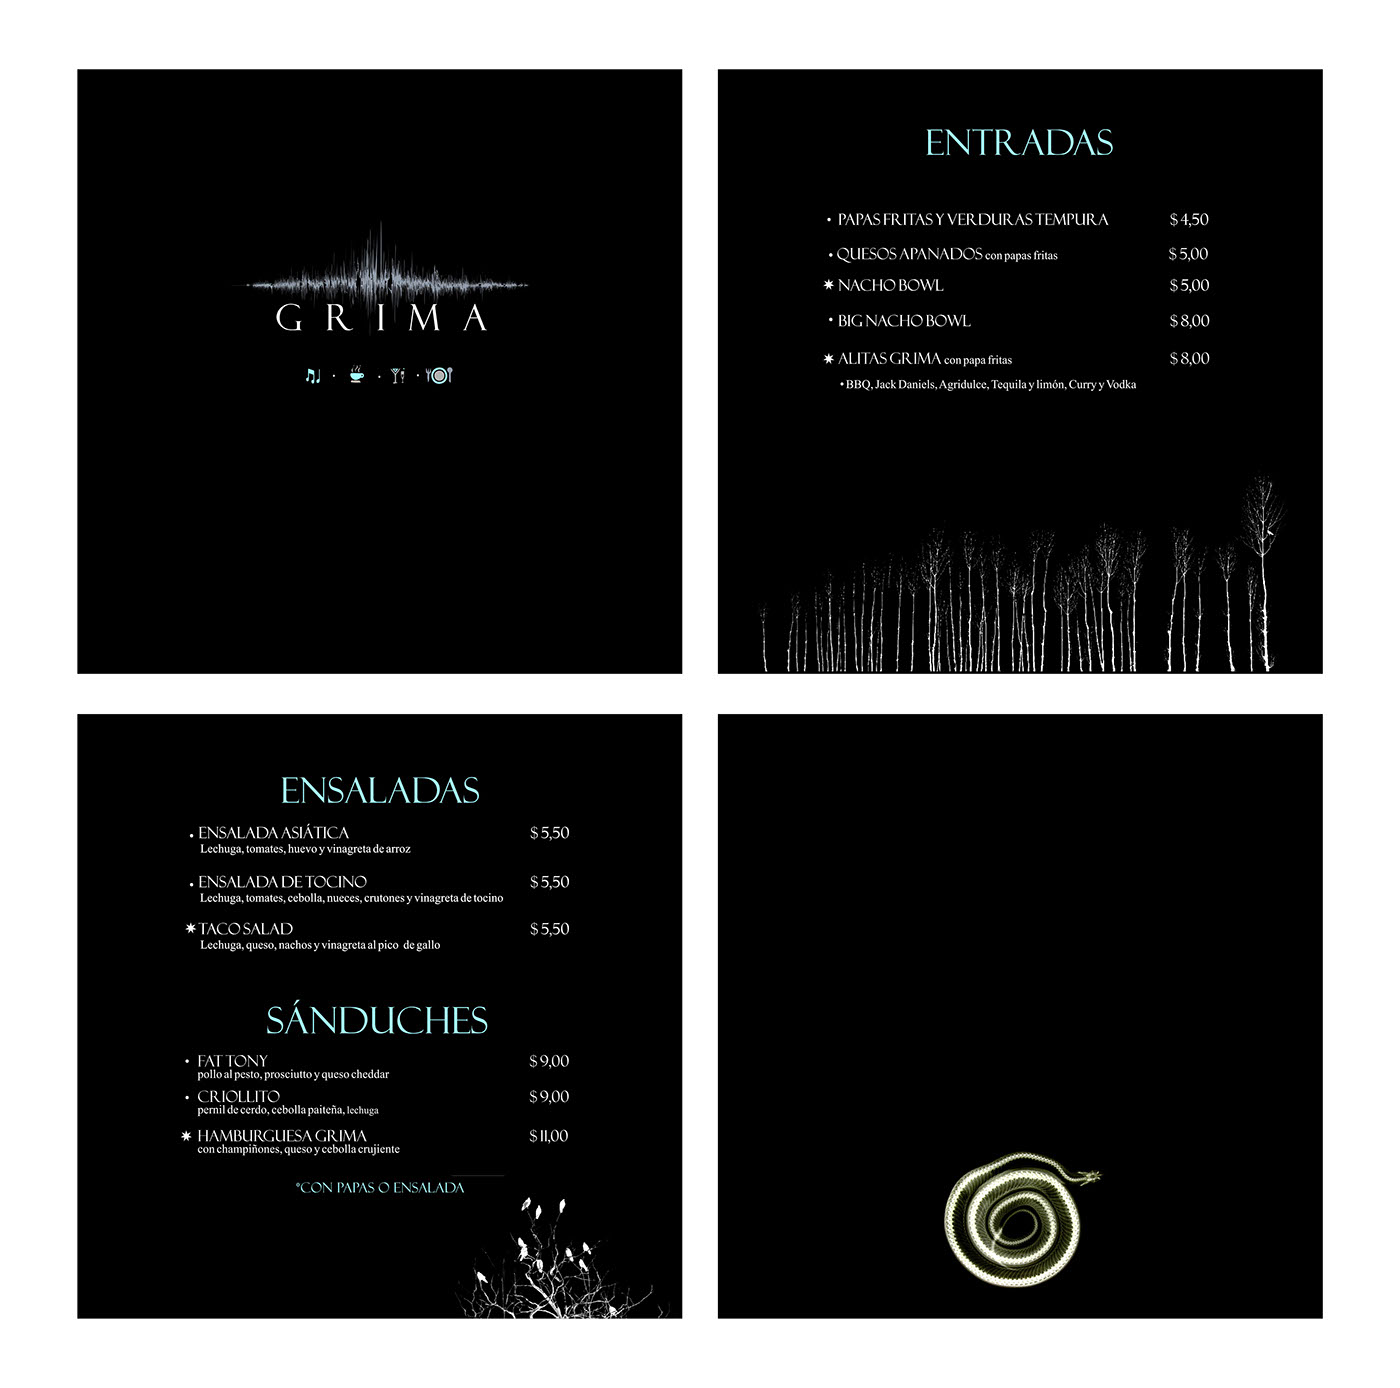 GRIMA
ENTRADAS
• PAPAS FRITAS Y VERDURAS TEMPURA $ 4,50
• QUESOS APANADOS con papas fritas $ 5,00
✷ NACHO BOWL $ 5,00
• BIG NACHO BOWL $ 8,00
✷ ALITAS GRIMA con papa fritas $ 8,00
• BBQ, Jack Daniels, Agridulce, Tequila y limón, Curry y Vodka
ENSALADAS
• ENSALADA ASIÁTICA $ 5,50
Lechuga, tomates, huevo y vinagreta de arroz
• ENSALADA DE TOCINO $ 5,50
Lechuga, tomates, cebolla, nueces, crutones y vinagreta de tocino
✷ TACO SALAD $ 5,50
Lechuga, queso, nachos y vinagreta al pico de gallo
SÁNDUCHES
• FAT TONY $ 9,00
pollo al pesto, prosciutto y queso cheddar
• CRIOLLITO $ 9,00
pernil de cerdo, cebolla paiteña, lechuga
✷ HAMBURGUESA GRIMA $ 11,00
con champiñones, queso y cebolla crujiente
*CON PAPAS O ENSALADA